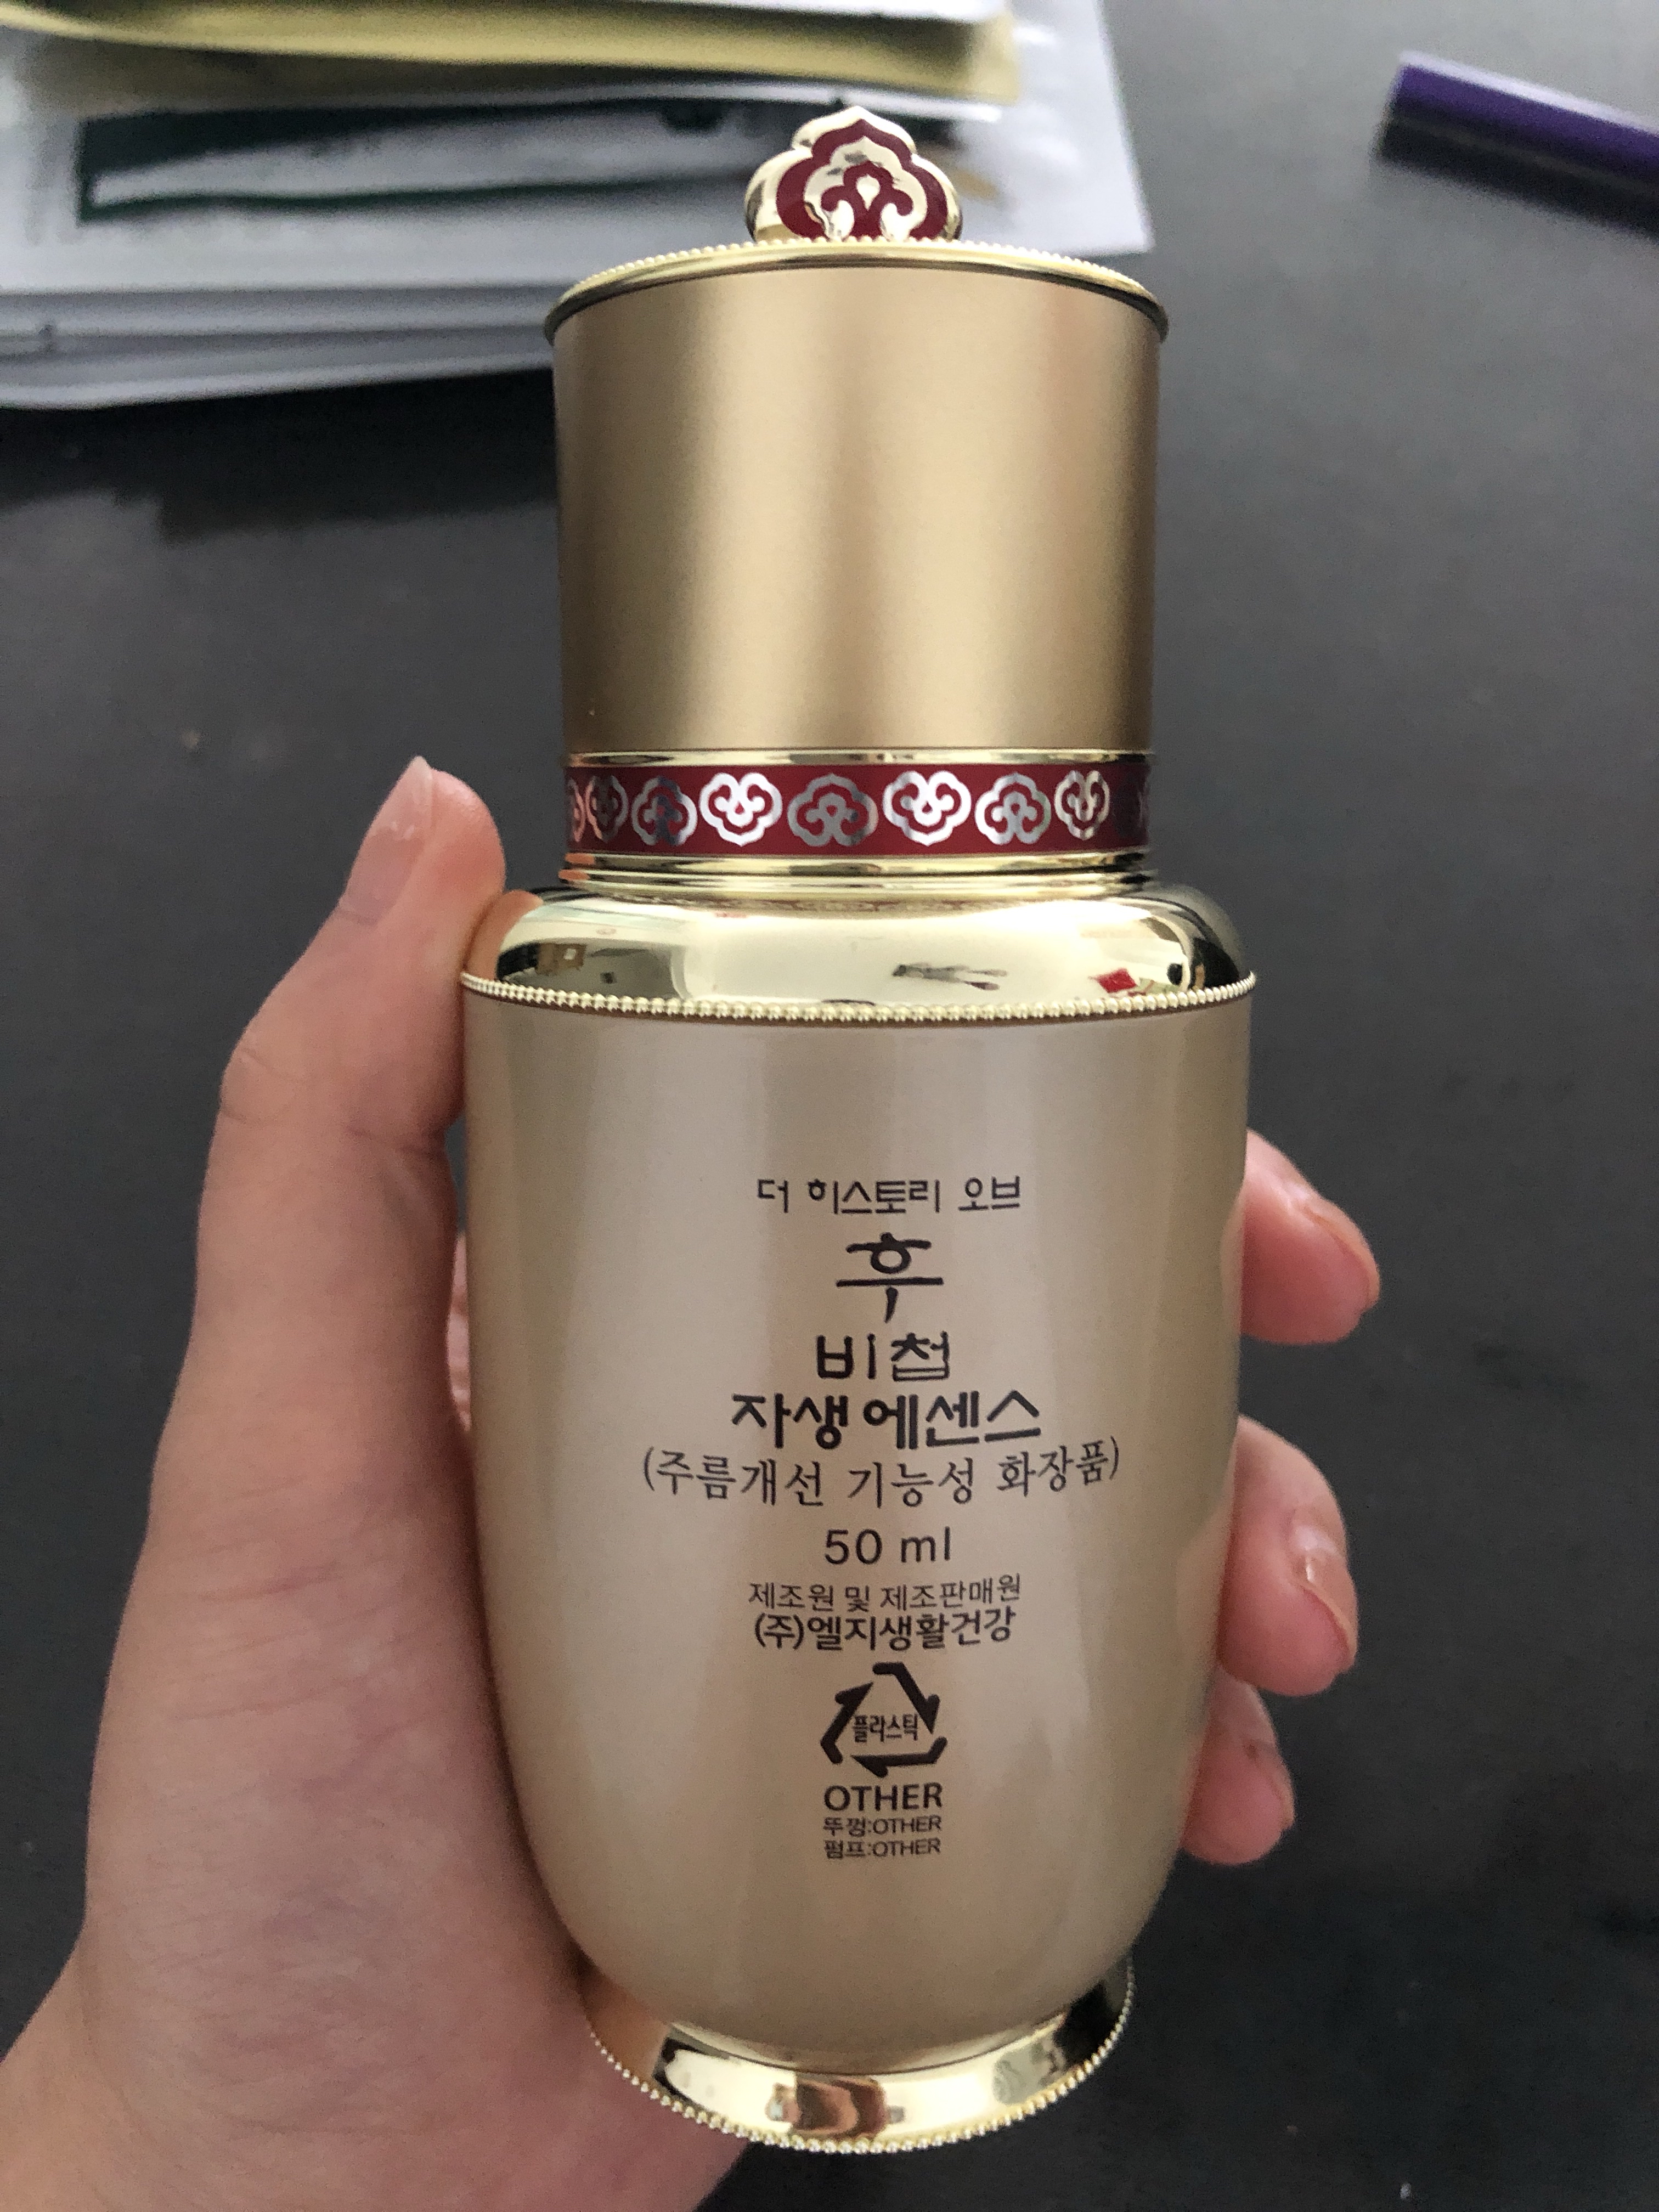 더 히스토리 오브
후
비첩
자생에센스
(주름개선 기능성 화장품)
50 ml
제조원 및 제조판매원
(주)엘지생활건강
플라스틱
OTHER
뚜껑:OTHER
펌프:OTHER